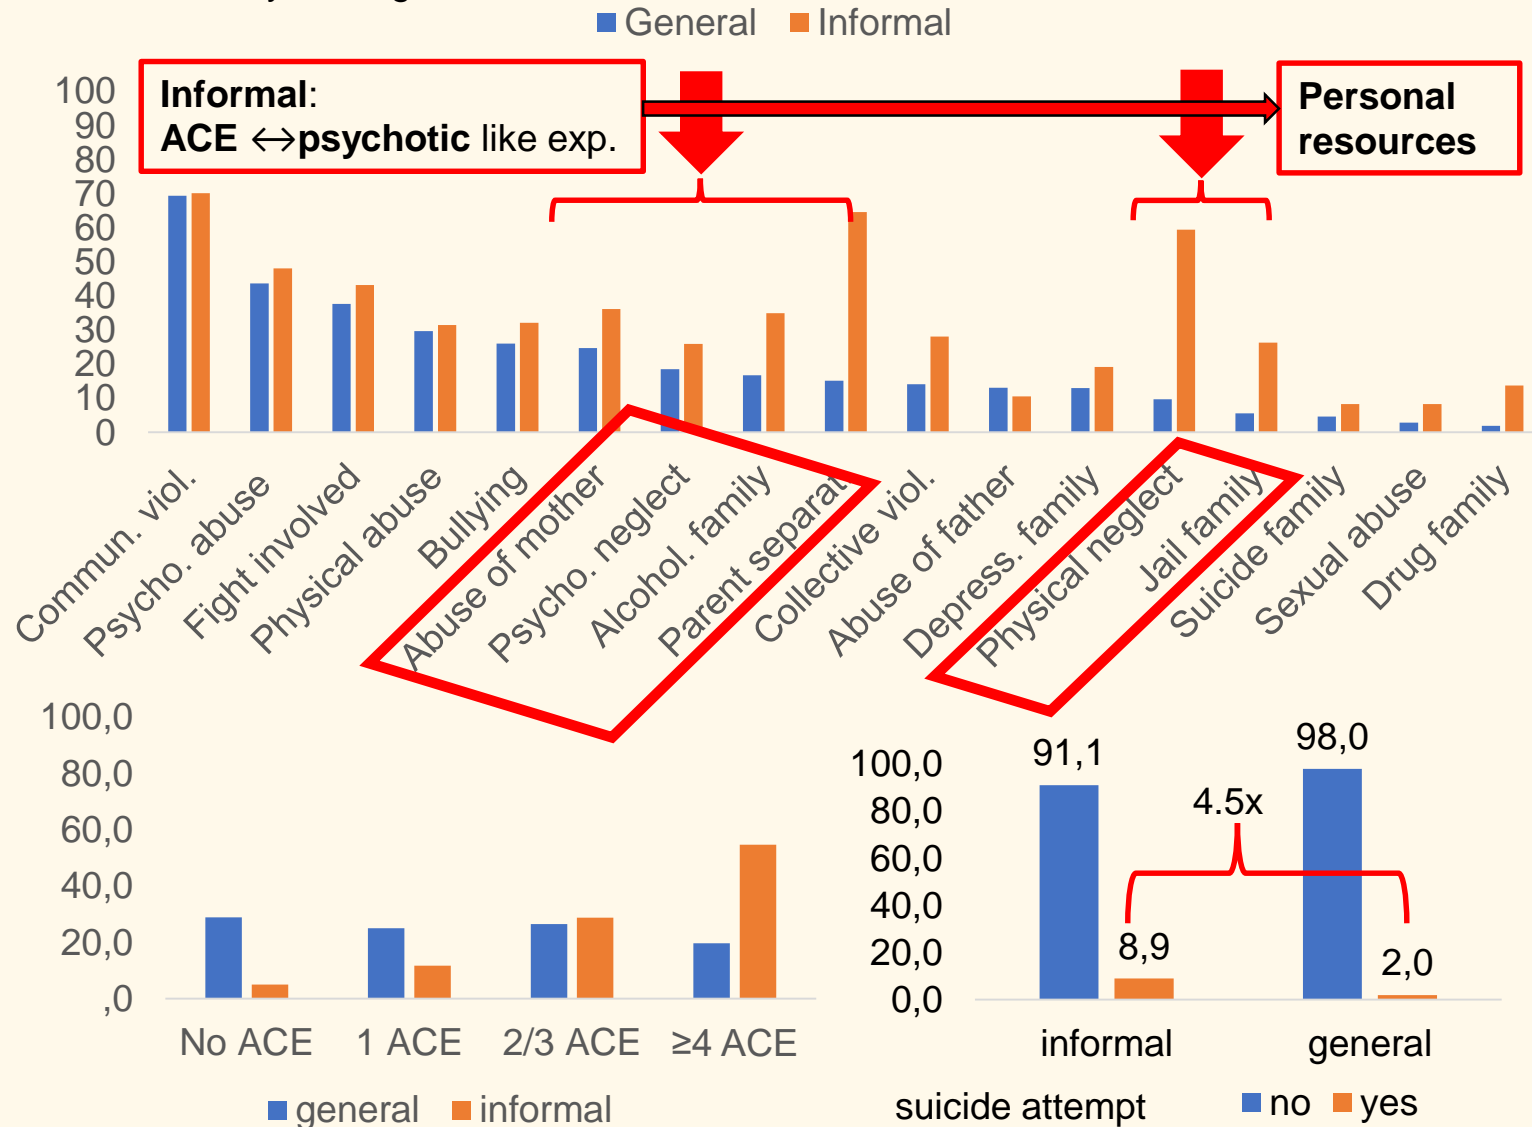 General Informal
Informal:
ACE ↔psychotic like exp.
Personal
resources
100
90
80
70
60
50
40
30
20
10
0
Commun. viol.
Psycho. abuse
Fight involved
Physical abuse
Bullying
Abuse of mother
Psycho. neglect
Alcohol. family
Parent separat
Collective viol.
Abuse of father
Depress. family
Physical neglect
Jail family
Suicide family
Sexual abuse
Drug family
100,0
80,0
60,0
40,0
20,0
,0
No ACE 1 ACE 2/3 ACE ≥4 ACE
general informal
100,0
80,0
60,0
40,0
20,0
0,0
91,1
98,0
4.5x
8,9
2,0
informal general
suicide attempt no yes